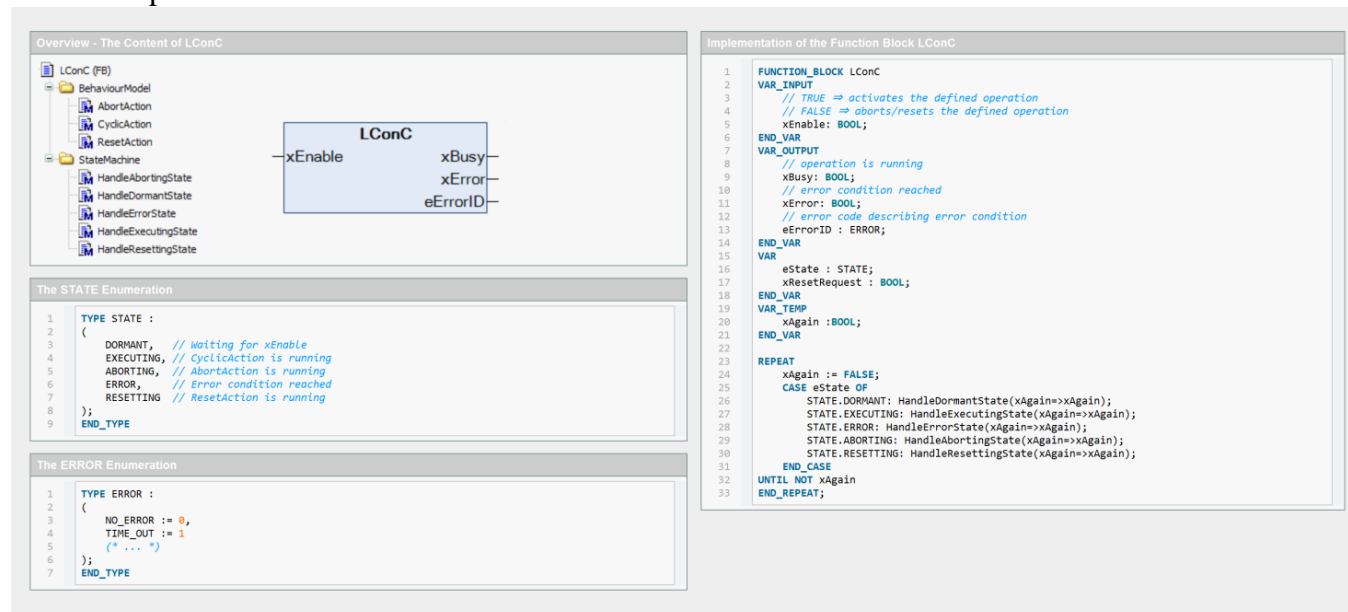 Overview - The Content of LConC
LConC (FB)
BehaviourModel
AbortAction
CyclicAction
ResetAction
StateMachine
HandleAbortingState
HandleDormantState
HandleErrorState
HandleExecutingState
HandleResettingState
LConC
xEnable xBusy
xError
eErrorID
The STATE Enumeration
1 TYPE STATE :
2 (
3 DORMANT, // Waiting for xEnable
4 EXECUTING, // CyclicAction is running
5 ABORTING, // AbortAction is running
6 ERROR, // Error condition reached
7 RESETTING // ResetAction is running
8 );
9 END_TYPE
The ERROR Enumeration
1 TYPE ERROR :
2 (
3 NO_ERROR := 0,
4 TIME_OUT := 1
5 (* ... *)
6 );
7 END_TYPE
Implementation of the Function Block LConC
1 FUNCTION_BLOCK LConC
2 VAR_INPUT
3 // TRUE ⇒ activates the defined operation
4 // FALSE ⇒ aborts/resets the defined operation
5 xEnable: BOOL;
6 END_VAR
7 VAR_OUTPUT
8 // operation is running
9 xBusy: BOOL;
10 // error condition reached
11 xError: BOOL;
12 // error code describing error condition
13 eErrorID : ERROR;
14 END_VAR
15 VAR
16 eState : STATE;
17 xResetRequest : BOOL;
18 END_VAR
19 VAR_TEMP
20 xAgain :BOOL;
21 END_VAR
22
23 REPEAT
24 xAgain := FALSE;
25 CASE eState OF
26 STATE.DORMANT: HandleDormantState(xAgain=>xAgain);
27 STATE.EXECUTING: HandleExecutingState(xAgain=>xAgain);
28 STATE.ERROR: HandleErrorState(xAgain=>xAgain);
29 STATE.ABORTING: HandleAbortingState(xAgain=>xAgain);
30 STATE.RESETTING: HandleResettingState(xAgain=>xAgain);
31 END_CASE
32 UNTIL NOT xAgain
33 END_REPEAT;